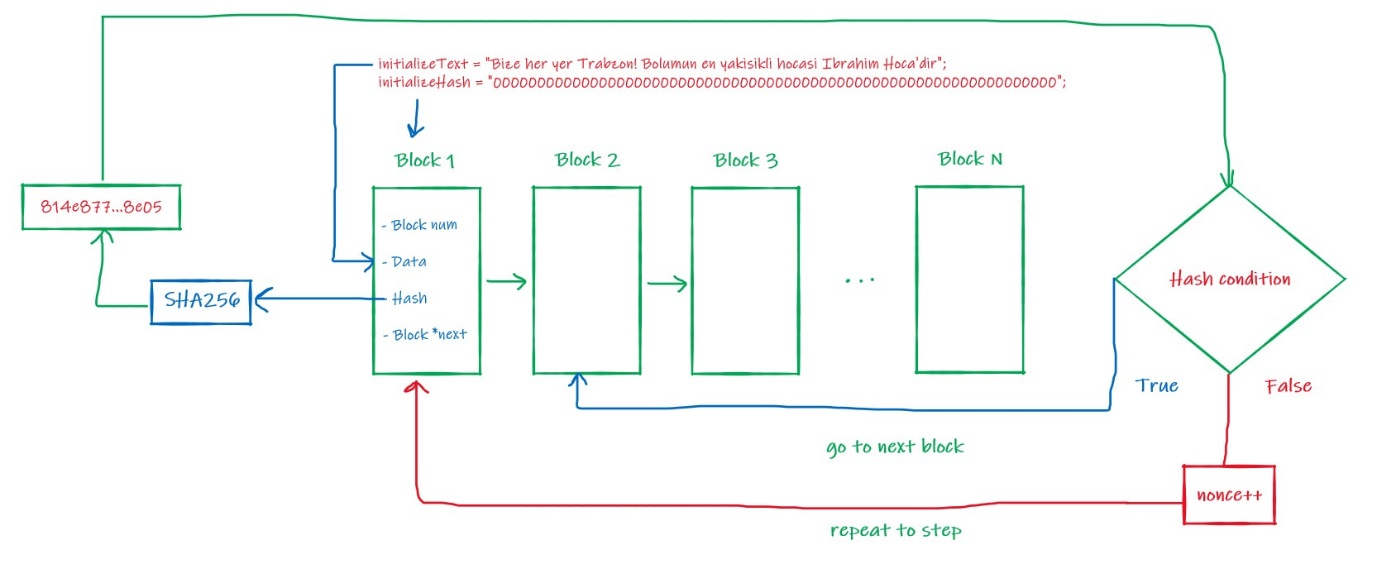 initializeText = "Bize her yer Trabzon! Bolumun en yakisikli hocasi Ibrahim Hoca'dir";
initializeHash = "0000000000000000000000000000000000000000000000000000000000000000";
Block 1
Block 2
Block 3
Block N
814e877...8e05
- Block num
- Data
- Hash
- Block *next
SHA256
...
Hash condition
True
False
go to next block
nonce++
repeat to step